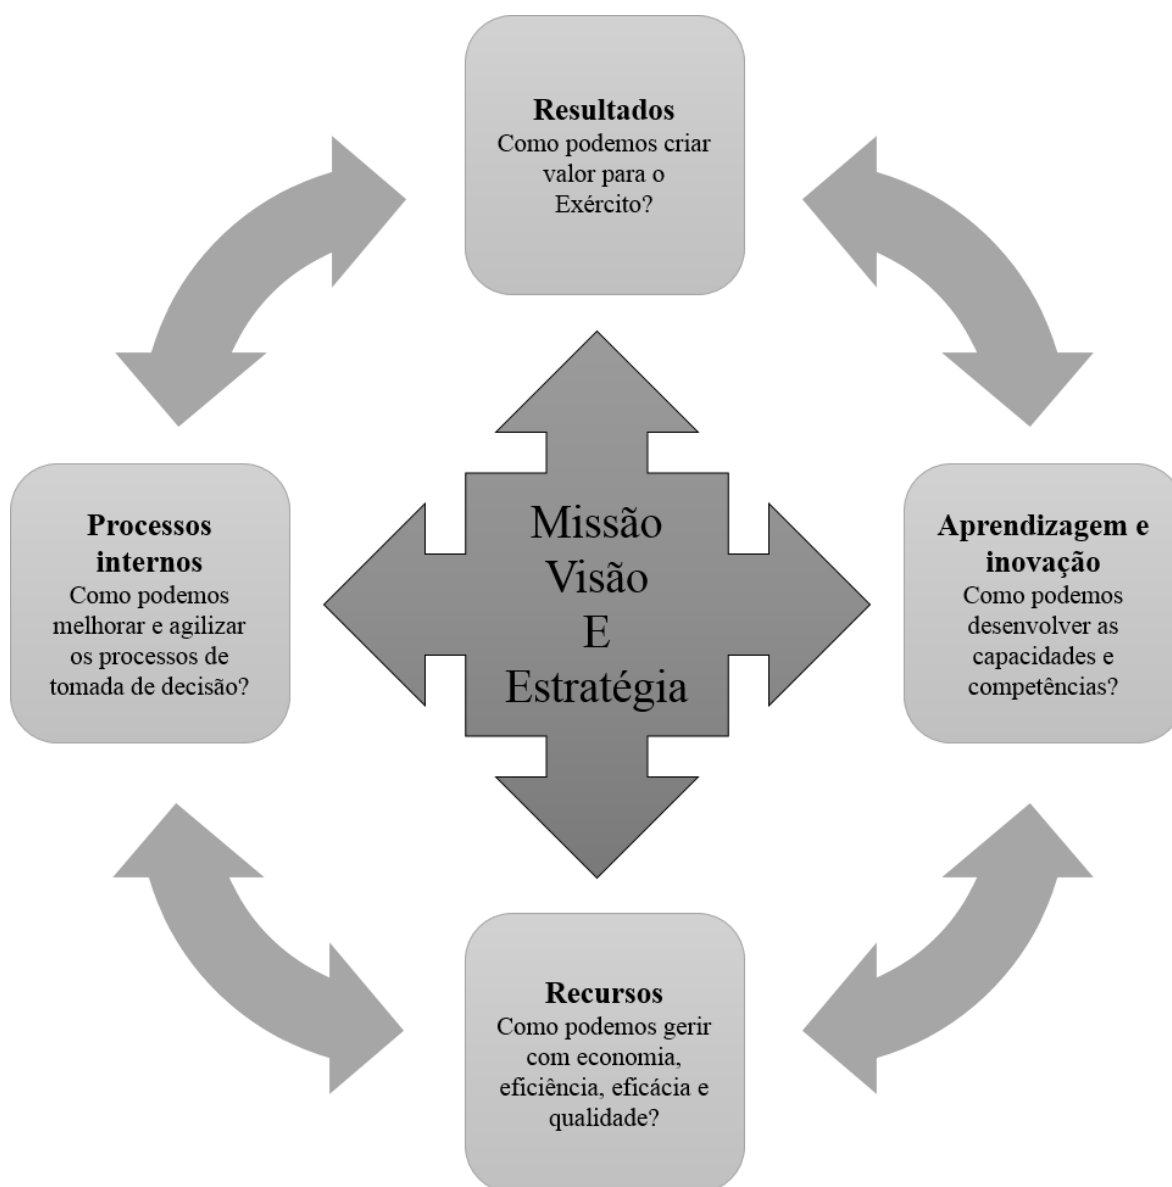 Resultados
Como podemos criar
valor para o
Exército?
Processos
internos
Como podemos
melhorar e agilizar
os processos de
tomada de decisão?
Missão
Visão
E
Estratégia
Aprendizagem e
inovação
Como podemos
desenvolver as
capacidades e
competências?
Recursos
Como podemos gerir
com economia,
eficiência, eficácia e
qualidade?